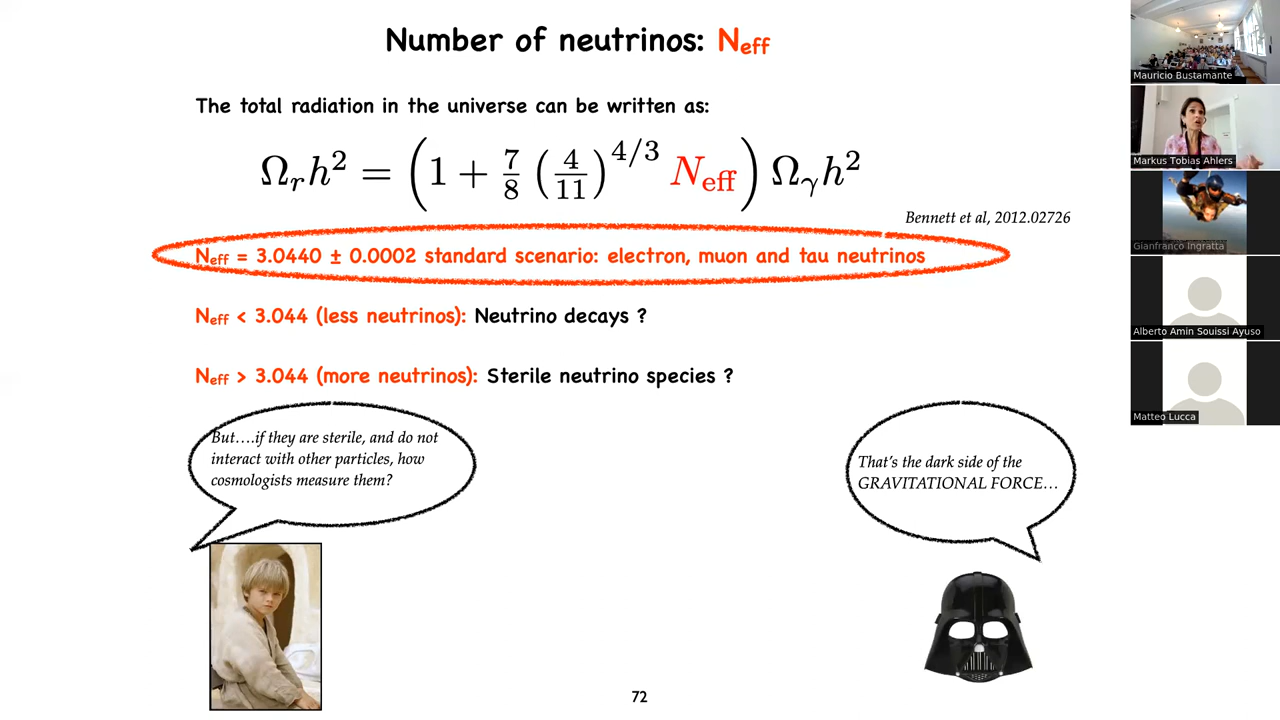 Number of neutrinos: Neff
The total radiation in the universe can be written as:
Ω_r h² = (1 + 7/8 (4/11)^{4/3} N_eff) Ω_γ h²
Bennett et al, 2012.02726
Neff = 3.0440 ± 0.0002 standard scenario: electron, muon and tau neutrinos
Neff < 3.044 (less neutrinos): Neutrino decays ?
Neff > 3.044 (more neutrinos): Sterile neutrino species ?
But....if they are sterile, and do not
interact with other particles, how
cosmologists measure them?
That's the dark side of the
GRAVITATIONAL FORCE…
72
Mauricio Bustamante
Markus Tobias Ahlers
Gianfranco Ingratta
Alberto Amin Souissi Ayuso
Matteo Lucca